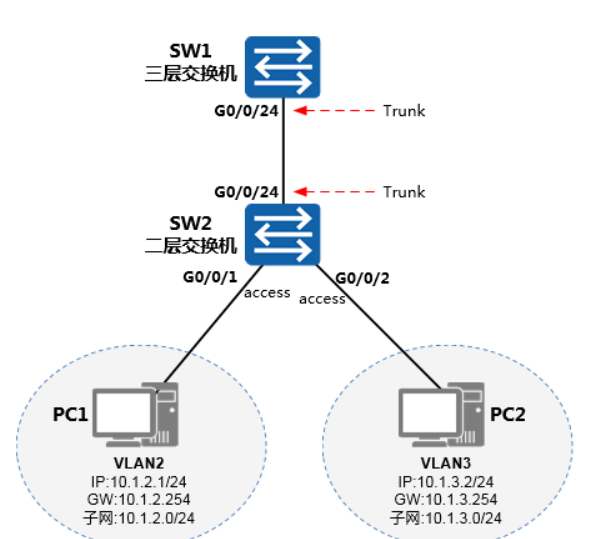 SW1
三层交换机
G0/0/24
Trunk
G0/0/24
Trunk
SW2
二层交换机
G0/0/1
G0/0/2
access
access
PC1
PC2
VLAN2
IP:10.1.2.1/24
GW:10.1.2.254
子网:10.1.2.0/24
VLAN3
IP:10.1.3.2/24
GW:10.1.3.254
子网:10.1.3.0/24